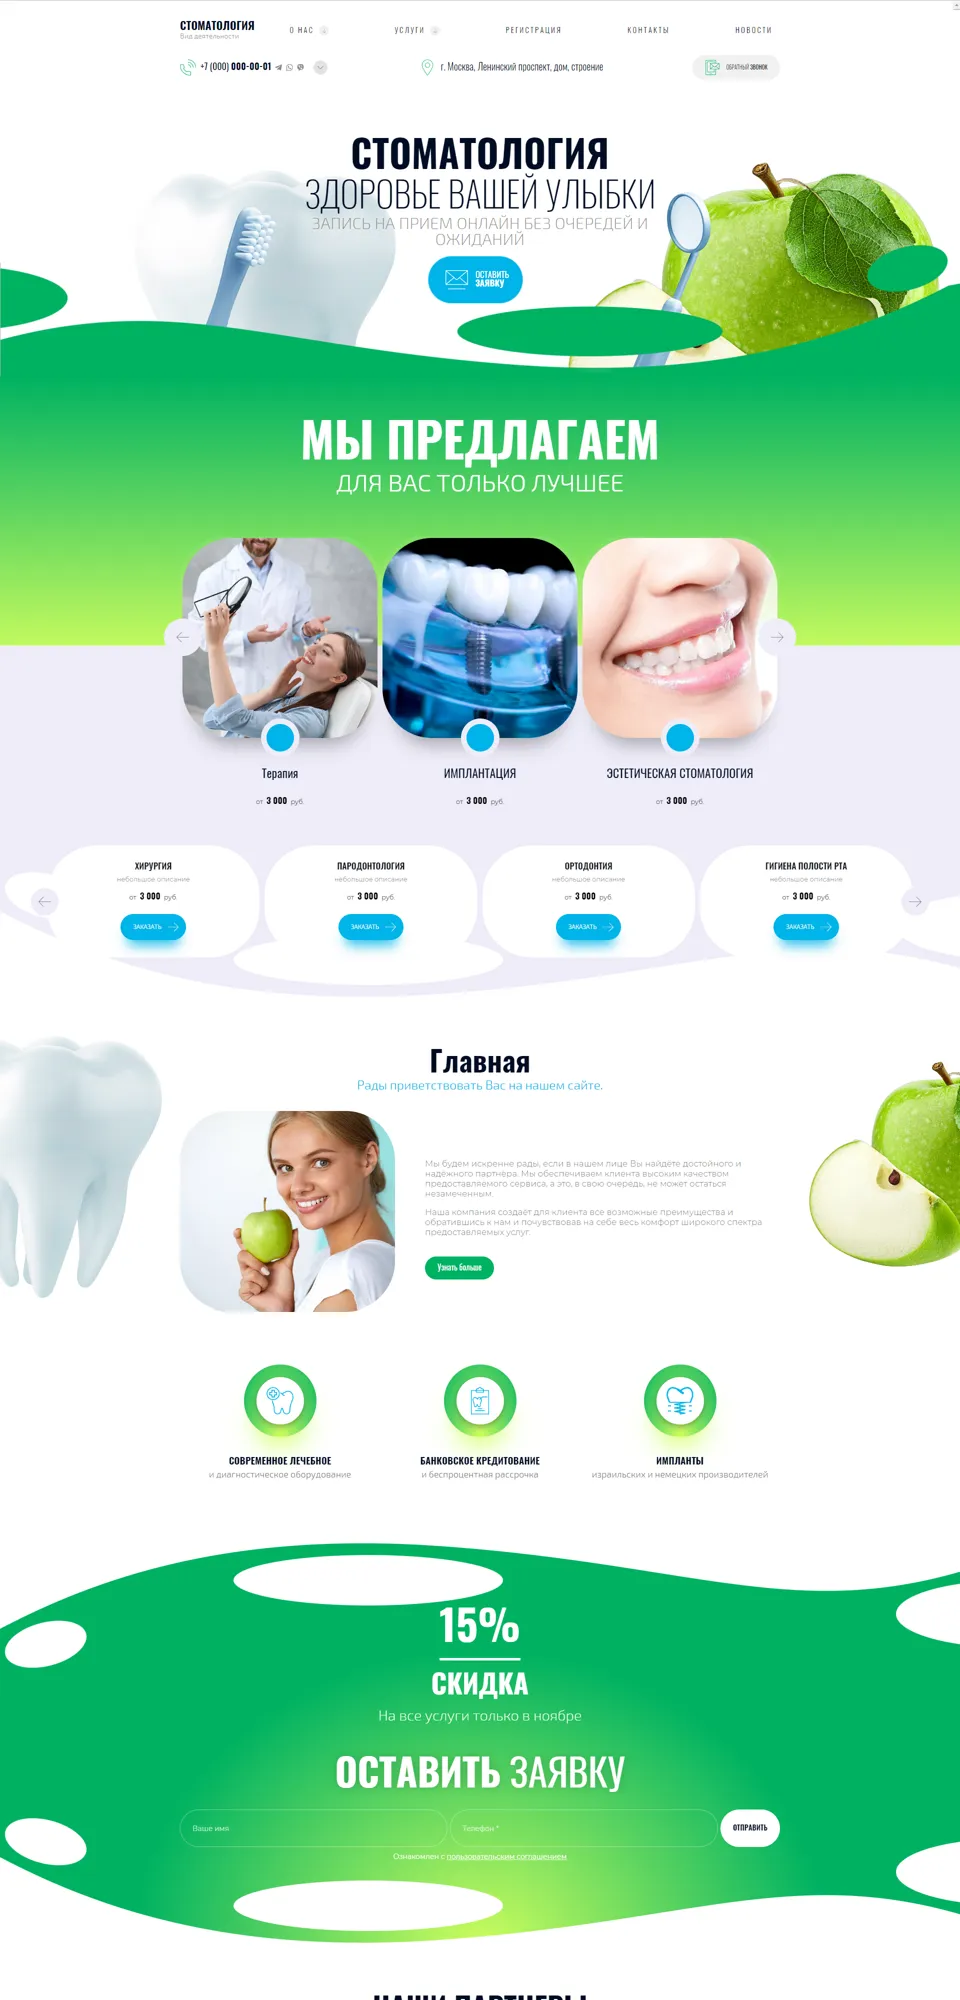 СТОМАТОЛОГИЯ
Вид деятельности
О НАС
УСЛУГИ
РЕГИСТРАЦИЯ
КОНТАКТЫ
НОВОСТИ
+7 (000) 000-00-01
г. Москва, Ленинский проспект, дом, строение
ОБРАТНЫЙ ЗВОНОК
СТОМАТОЛОГИЯ
ЗДОРОВЬЕ ВАШЕЙ УЛЫБКИ
ЗАПИСЬ НА ПРИЕМ ОНЛАЙН БЕЗ ОЧЕРЕДЕЙ И
ОЖИДАНИЙ
ОСТАВИТЬ
ЗАЯВКУ
МЫ ПРЕДЛАГАЕМ
ДЛЯ ВАС ТОЛЬКО ЛУЧШЕЕ
Терапия
от 3 000 руб.
ИМПЛАНТАЦИЯ
от 3 000 руб.
ЭСТЕТИЧЕСКАЯ СТОМАТОЛОГИЯ
от 3 000 руб.
ХИРУРГИЯ
небольшое описание
от 3 000 руб.
ЗАКАЗАТЬ
ПАРОДОНТОЛОГИЯ
небольшое описание
от 3 000 руб.
ЗАКАЗАТЬ
ОРТОДОНТИЯ
небольшое описание
от 3 000 руб.
ЗАКАЗАТЬ
ГИГИЕНА ПОЛОСТИ РТА
небольшое описание
от 3 000 руб.
ЗАКАЗАТЬ
Главная
Рады приветствовать Вас на нашем сайте.
Мы будем искренне рады, если в нашем лице Вы найдете достойного и
надежного партнера. Мы обеспечиваем клиента высоким качеством
предоставляемого сервиса, а это, в свою очередь, не может остаться
незамеченным.
Наша компания создаёт для клиента все возможные преимущества и
обратившись к нам и почувствовав на себе весь комфорт широкого спектра
предоставляемых услуг.
Узнать больше
СОВРЕМЕННОЕ ЛЕЧЕБНОЕ
и диагностическое оборудование
БАНКОВСКОЕ КРЕДИТОВАНИЕ
и беспроцентная рассрочка
ИМПЛАНТЫ
израильских и немецких производителей
15%
СКИДКА
На все услуги только в ноябре
ОСТАВИТЬ ЗАЯВКУ
Ваше имя
Телефон *
ОТПРАВИТЬ
Ознакомлен с пользовательским соглашением
НАШИ ПАРТНЕРЫ